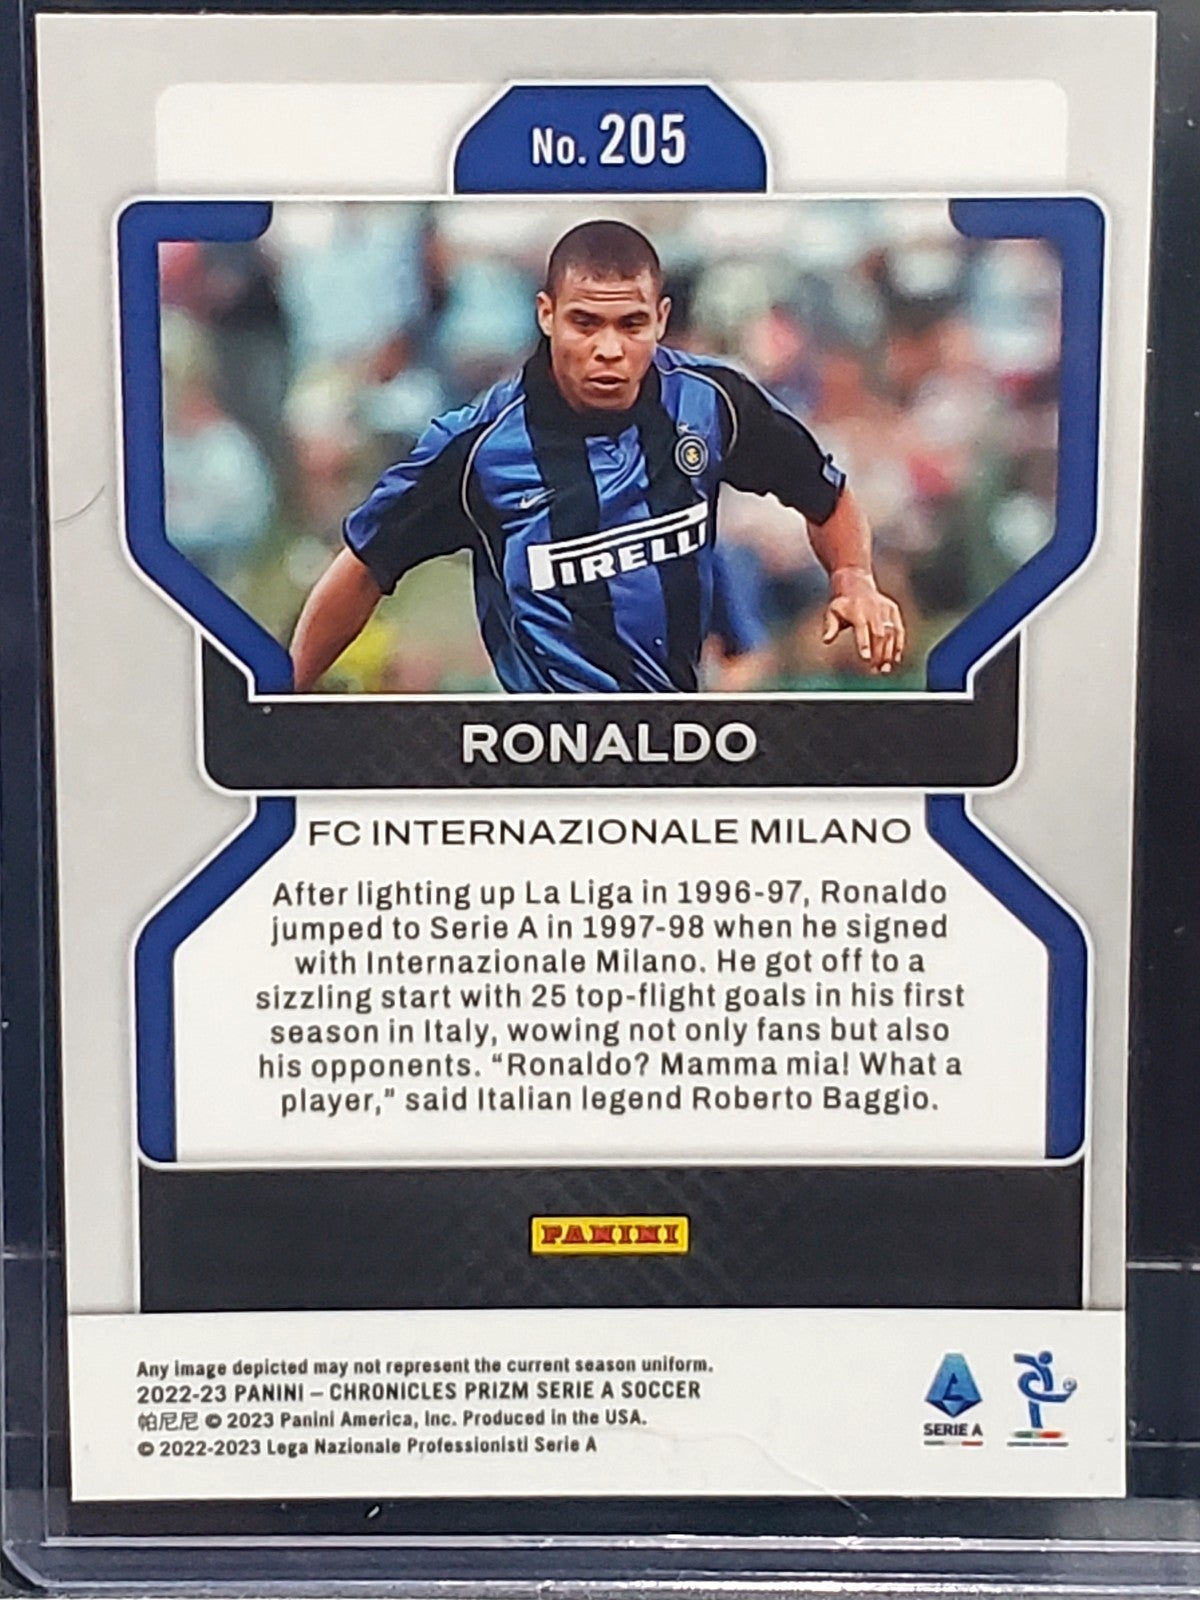 No. 205
PIRELLI
RONALDO
FC INTERNAZIONALE MILANO
After lighting up La Liga in 1996-97, Ronaldo
jumped to Serie A in 1997-98 when he signed
with Internazionale Milano. He got off to a
sizzling start with 25 top-flight goals in his first
season in Italy, wowing not only fans but also
his opponents. “Ronaldo? Mamma mia! What a
player,” said Italian legend Roberto Baggio.
PANINI
Any image depicted may not represent the current season uniform.
2022-23 PANINI – CHRONICLES PRIZM SERIE A SOCCER
帕尼尼 © 2023 Panini America, Inc. Produced in the USA.
© 2022-2023 Lega Nazionale Professionisti Serie A
SERIE A